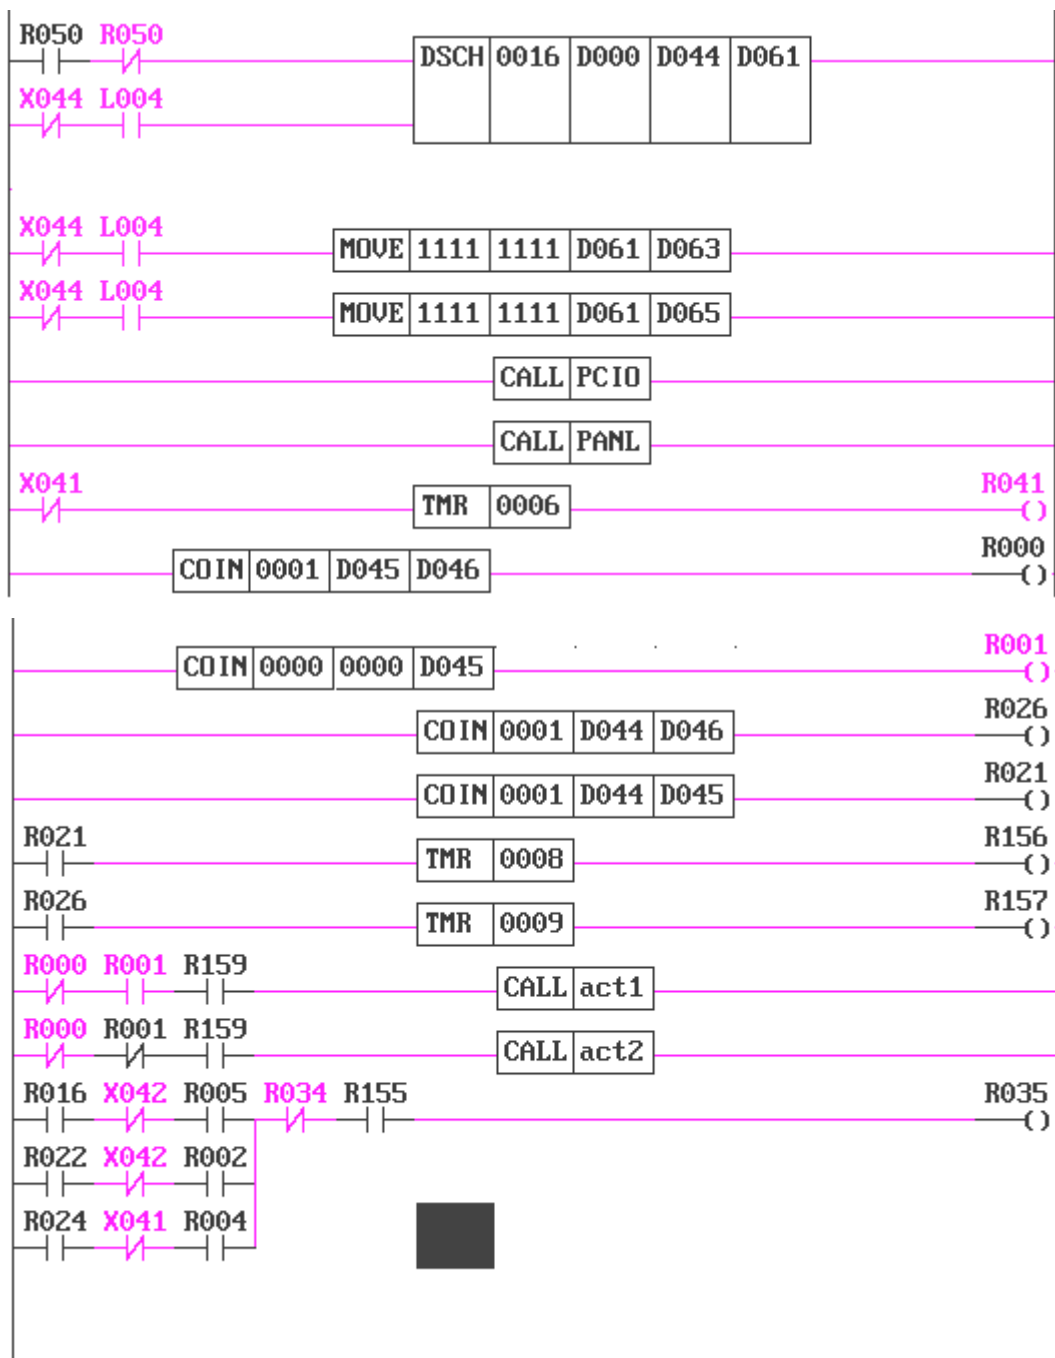 R050 R050
DSCH 0016 D000 D044 D061
X044 L004
X044 L004
MOVE 1111 1111 D061 D063
X044 L004
MOVE 1111 1111 D061 D065
CALL PCIO
CALL PANL
X041 R041
TMR 0006
R000
COIN 0001 D045 D046
R001
COIN 0000 0000 D045
R026
COIN 0001 D044 D046
R021
COIN 0001 D044 D045
R021 R156
TMR 0008
R026 R157
TMR 0009
R000 R001 R159
CALL act1
R000 R001 R159
CALL act2
R016 X042 R005 R034 R155 R035
R022 X042 R002
R024 X041 R004